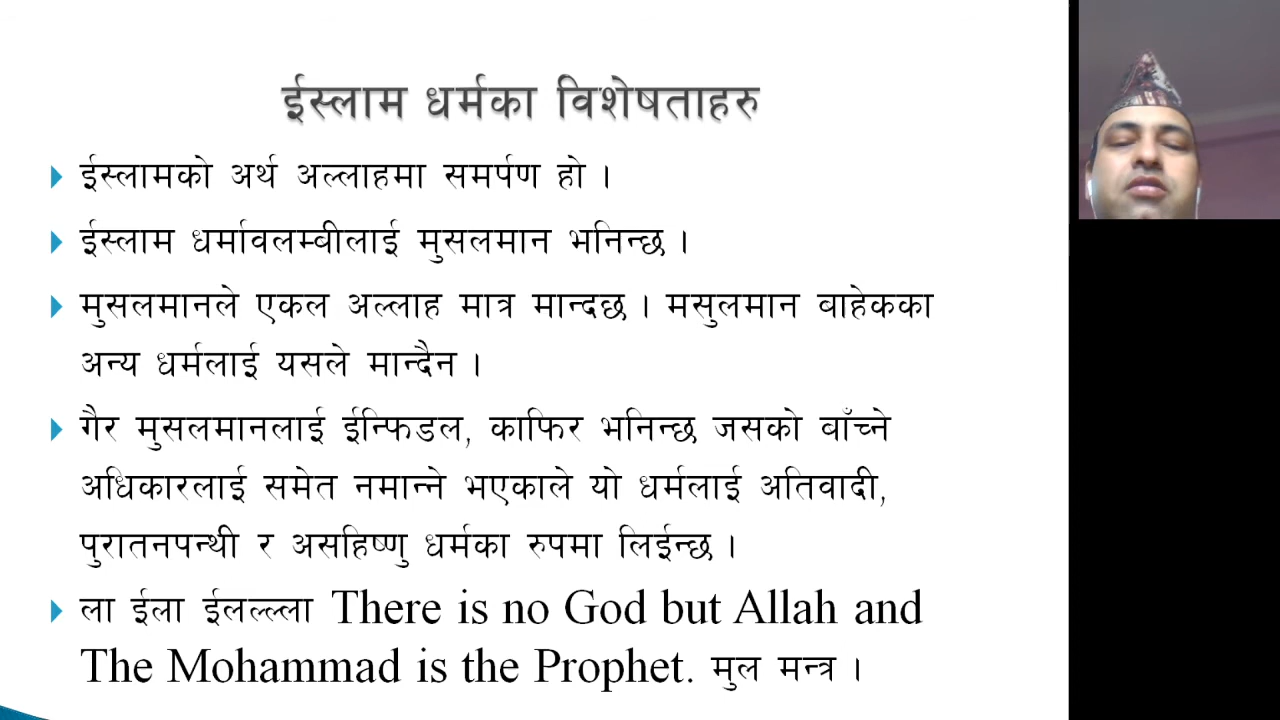 ईस्लाम धर्मका विशेषताहरु
ईस्लामको अर्थ अल्लाहमा समर्पण हो ।
ईस्लाम धर्मावलम्बीलाई मुसलमान भनिन्छ ।
मुसलमानले एकल अल्लाह मात्र मान्दछ । मसुलमान बाहेकका
अन्य धर्मलाई यसले मान्दैन ।
गैर मुसलमानलाई ईन्फिडल, काफिर भनिन्छ जसको बाँच्ने
अधिकारलाई समेत नमान्ने भएकाले यो धर्मलाई अतिवादी,
पुरातनपन्थी र असहिष्णु धर्मका रुपमा लिईन्छ ।
ला ईला ईलल्ल्ला There is no God but Allah and
The Mohammad is the Prophet. मुल मन्त्र ।